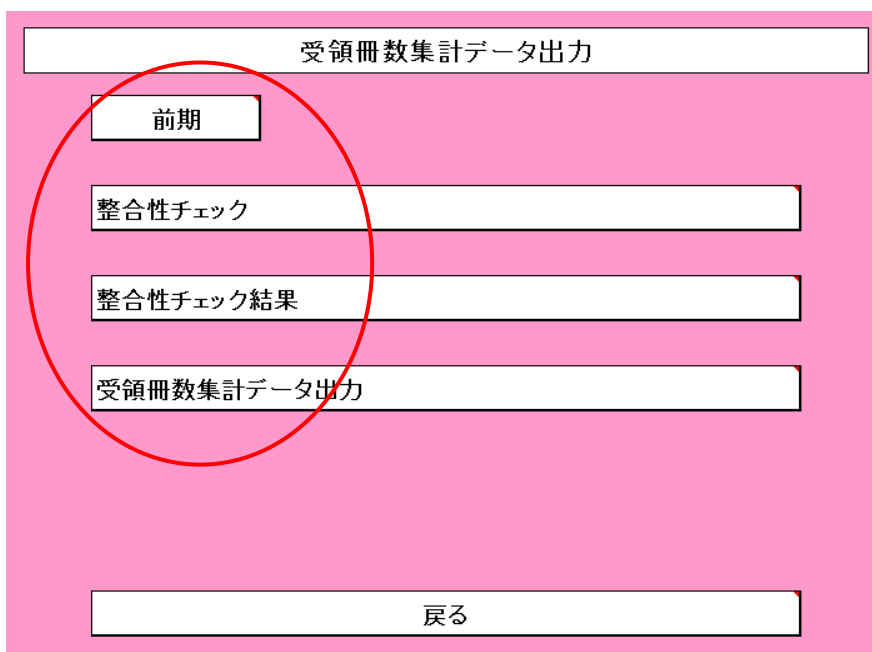 受領冊数集計データ出力
前期
整合性チェック
整合性チェック結果
受領冊数集計データ出力
戻る